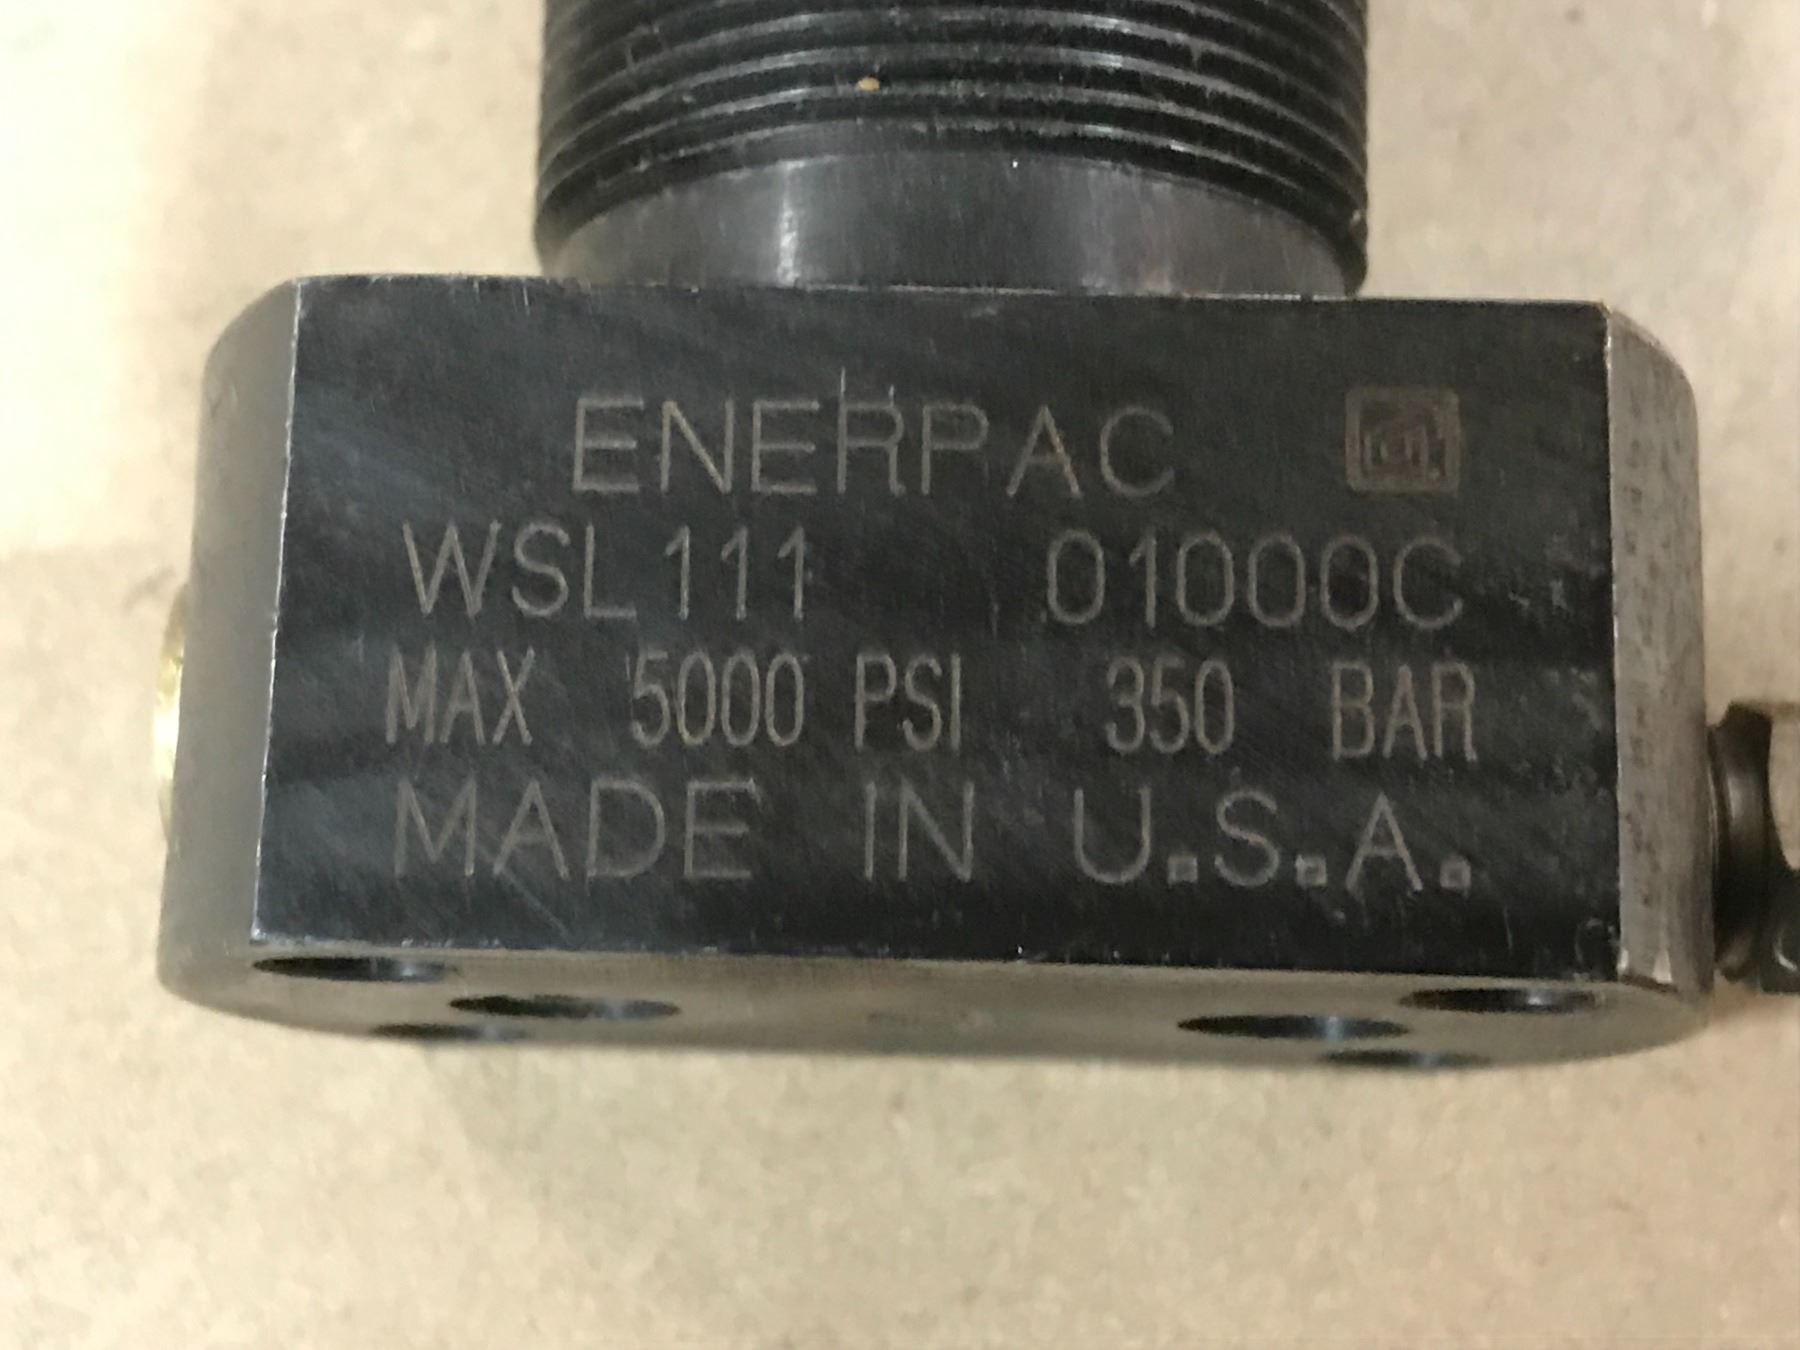 ENERPAC
WSL111 01000C
MAX 5000 PSI 350 BAR
MADE IN U.S.A.